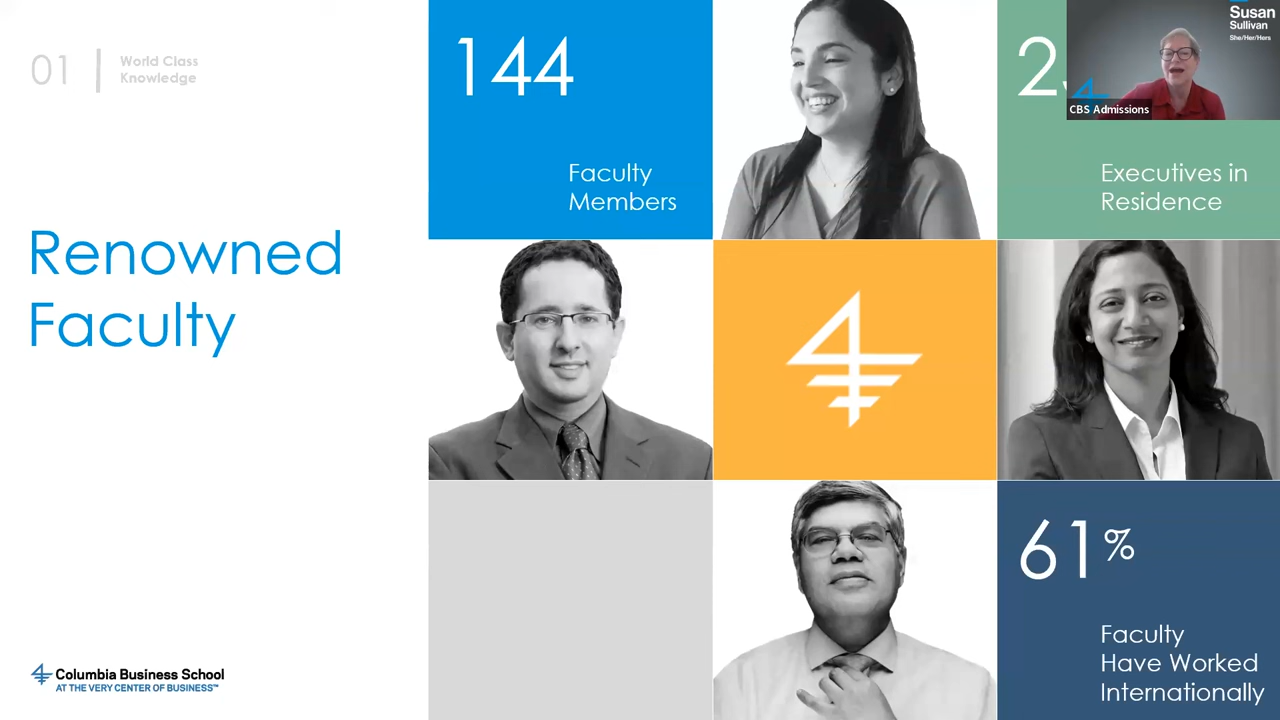 01
World Class
Knowledge
Renowned
Faculty
144
Faculty
Members
Executives in
Residence
Susan
Sullivan
She/Her/Hers
CBS Admissions
61%
Faculty
Have Worked
Internationally
Columbia Business School
AT THE VERY CENTER OF BUSINESS™